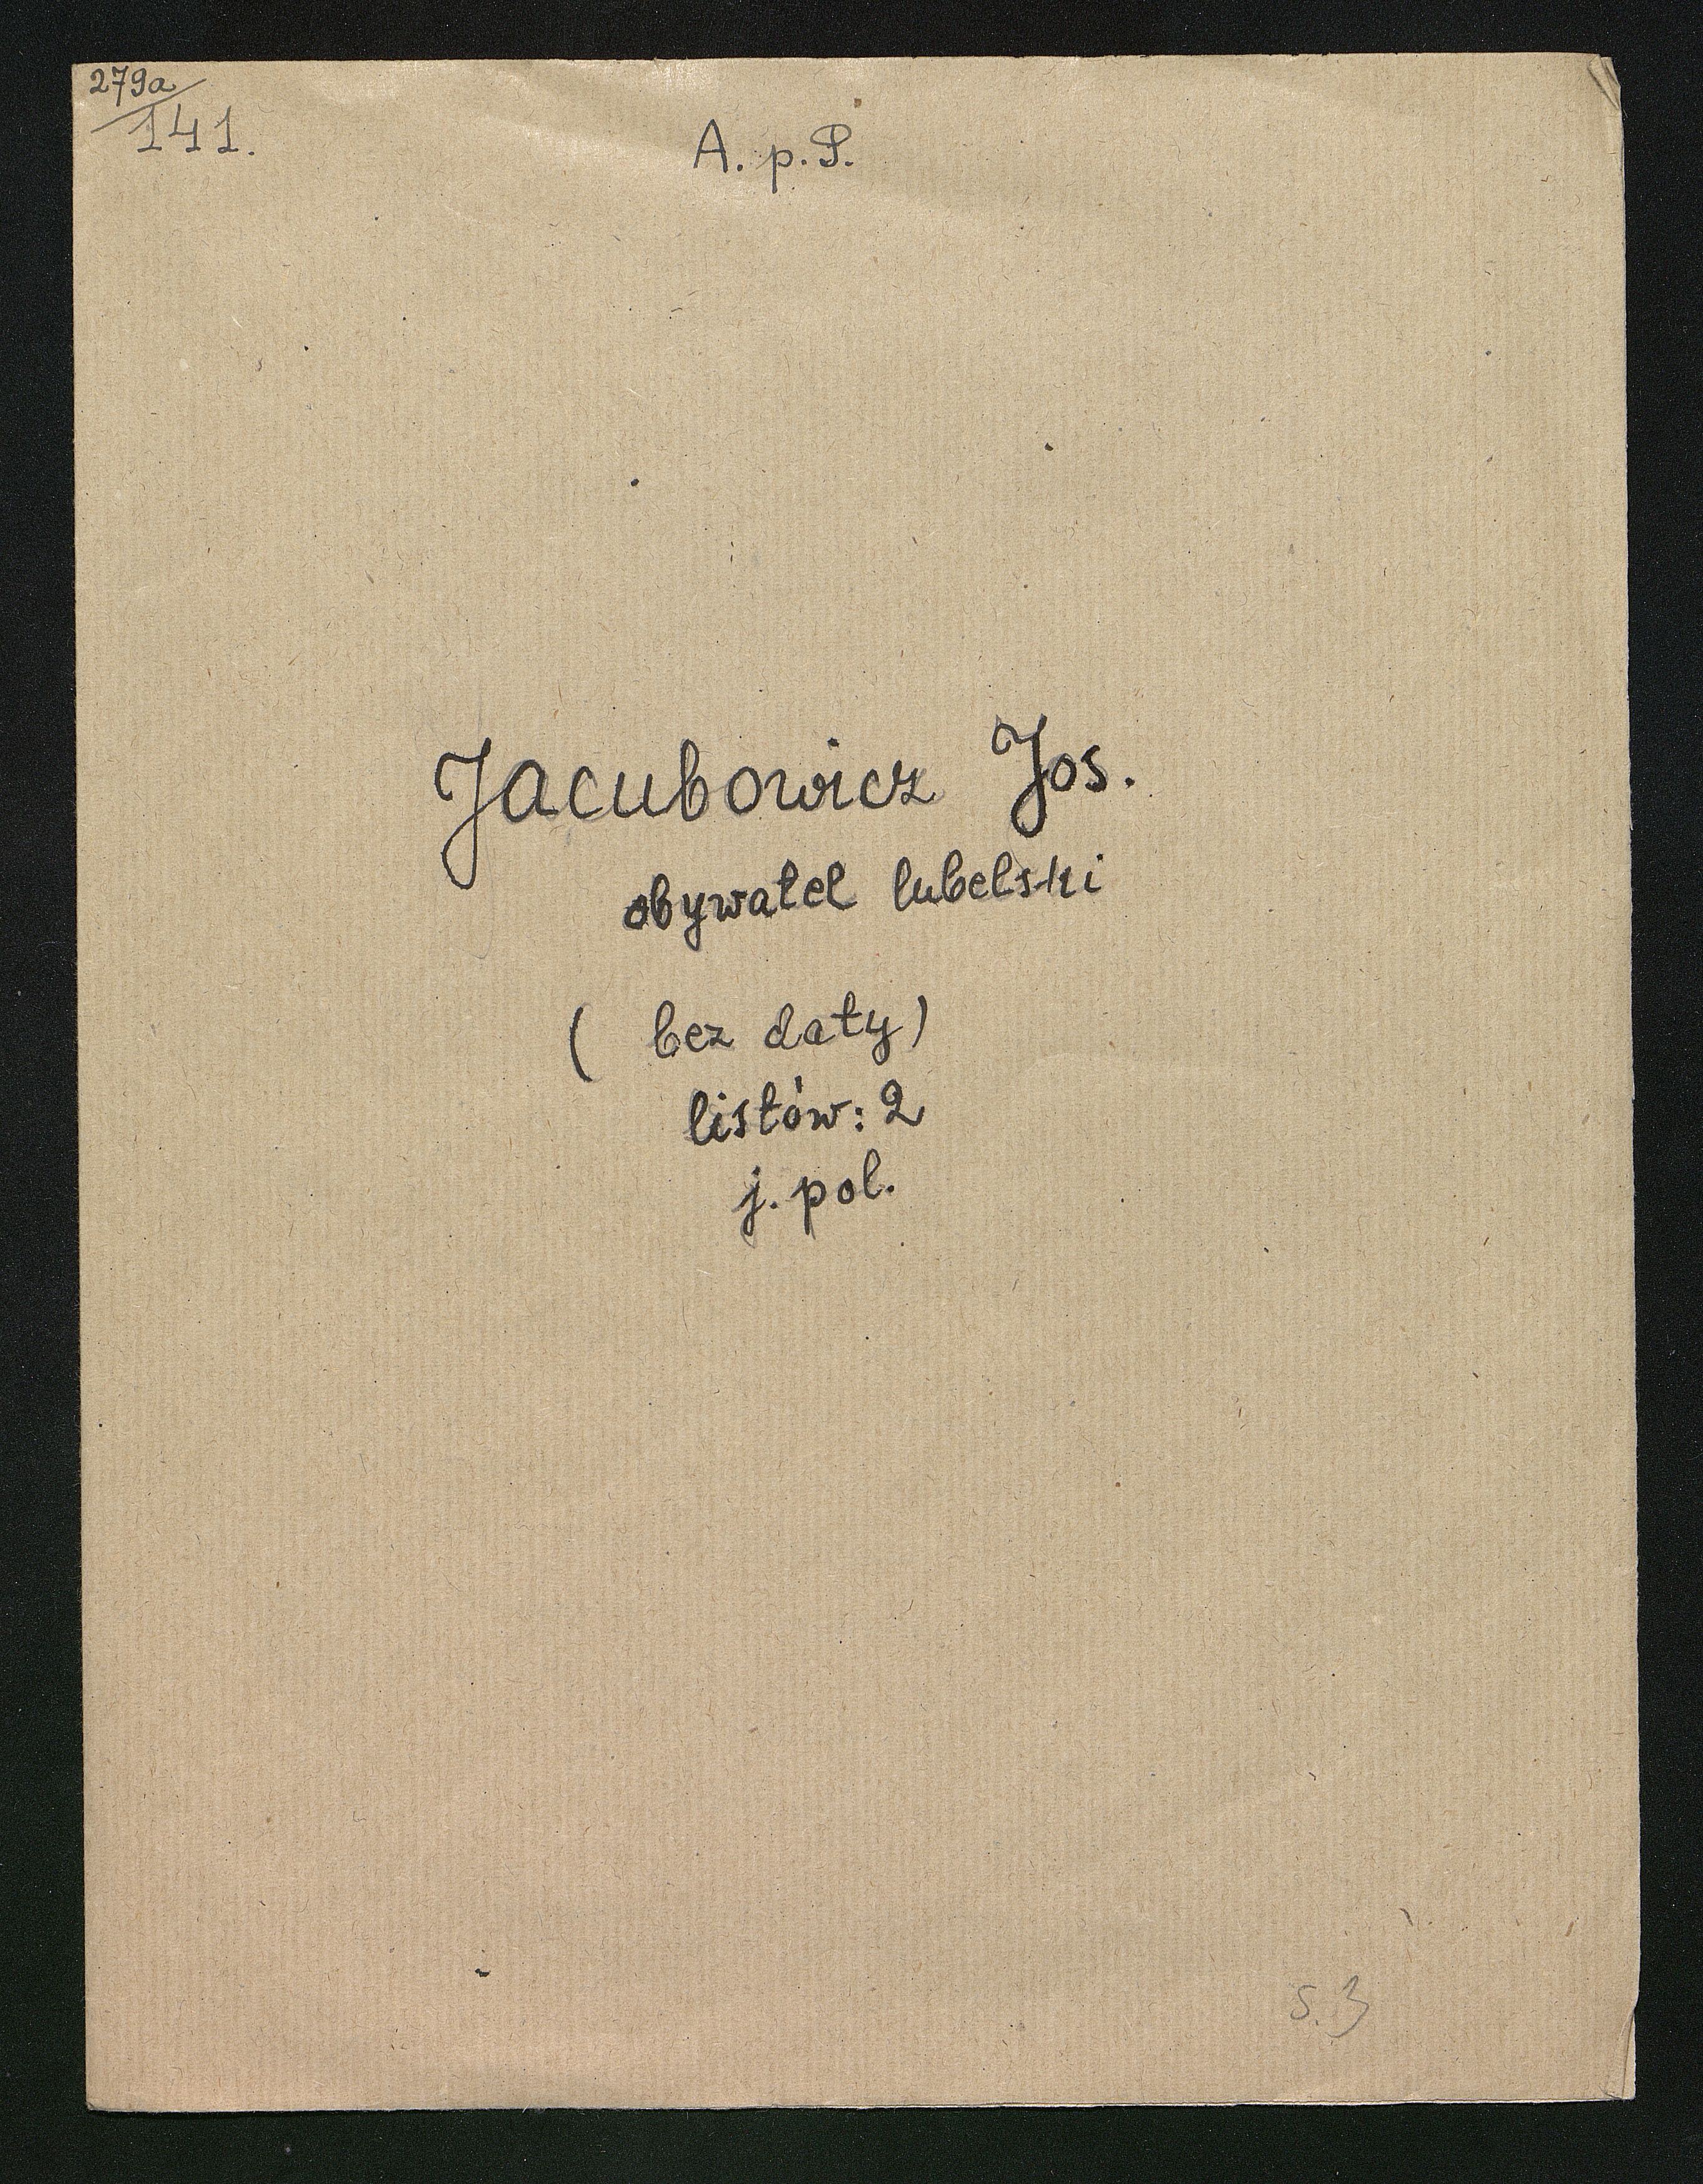 279a
141.
A. p. P.
Jacubowicz Jos.
obywatel lubelski
( bez daty)
listów: 2
j. pol.
s. 3